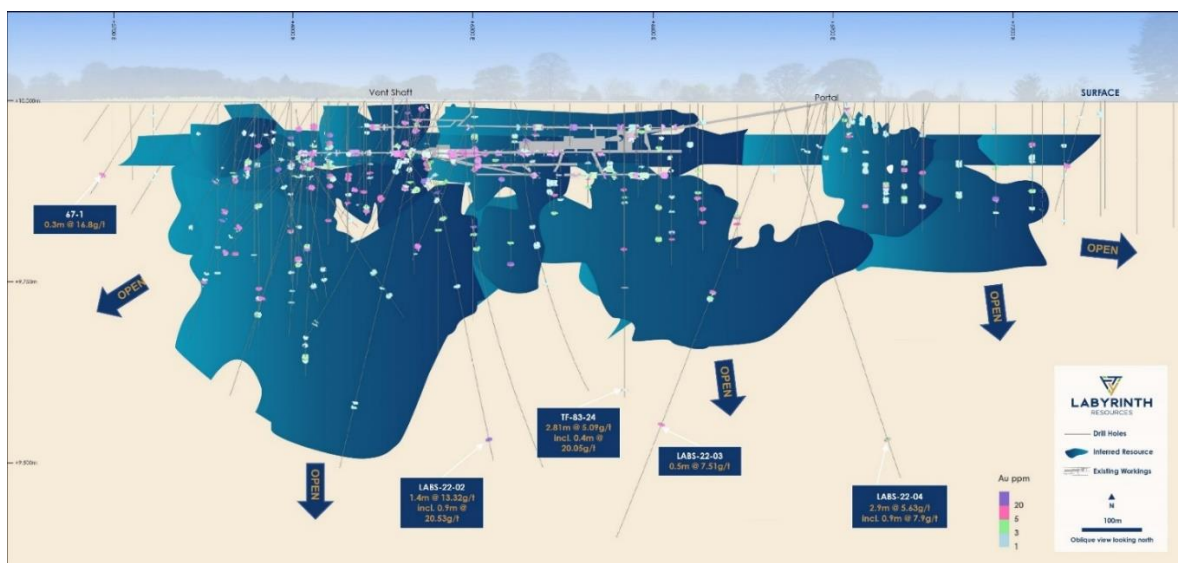 Vent Shaft
Portal
SURFACE
67-1
0.3m @ 16.8g/t
OPEN
OPEN
OPEN
OPEN
OPEN
TF-83-24
2.81m @ 5.09g/t
incl. 0.4m @
20.05g/t
LABS-22-03
0.5m @ 7.51g/t
LABS-22-02
1.4m @ 13.32g/t
incl. 0.9m @
20.53g/t
LABS-22-04
2.9m @ 5.63g/t
incl. 0.9m @ 7.9g/t
Au ppm
20
5
3
1
LABYRINTH
RESOURCES
Drill Holes
Inferred Resource
Existing Workings
N
100m
Oblique view looking north